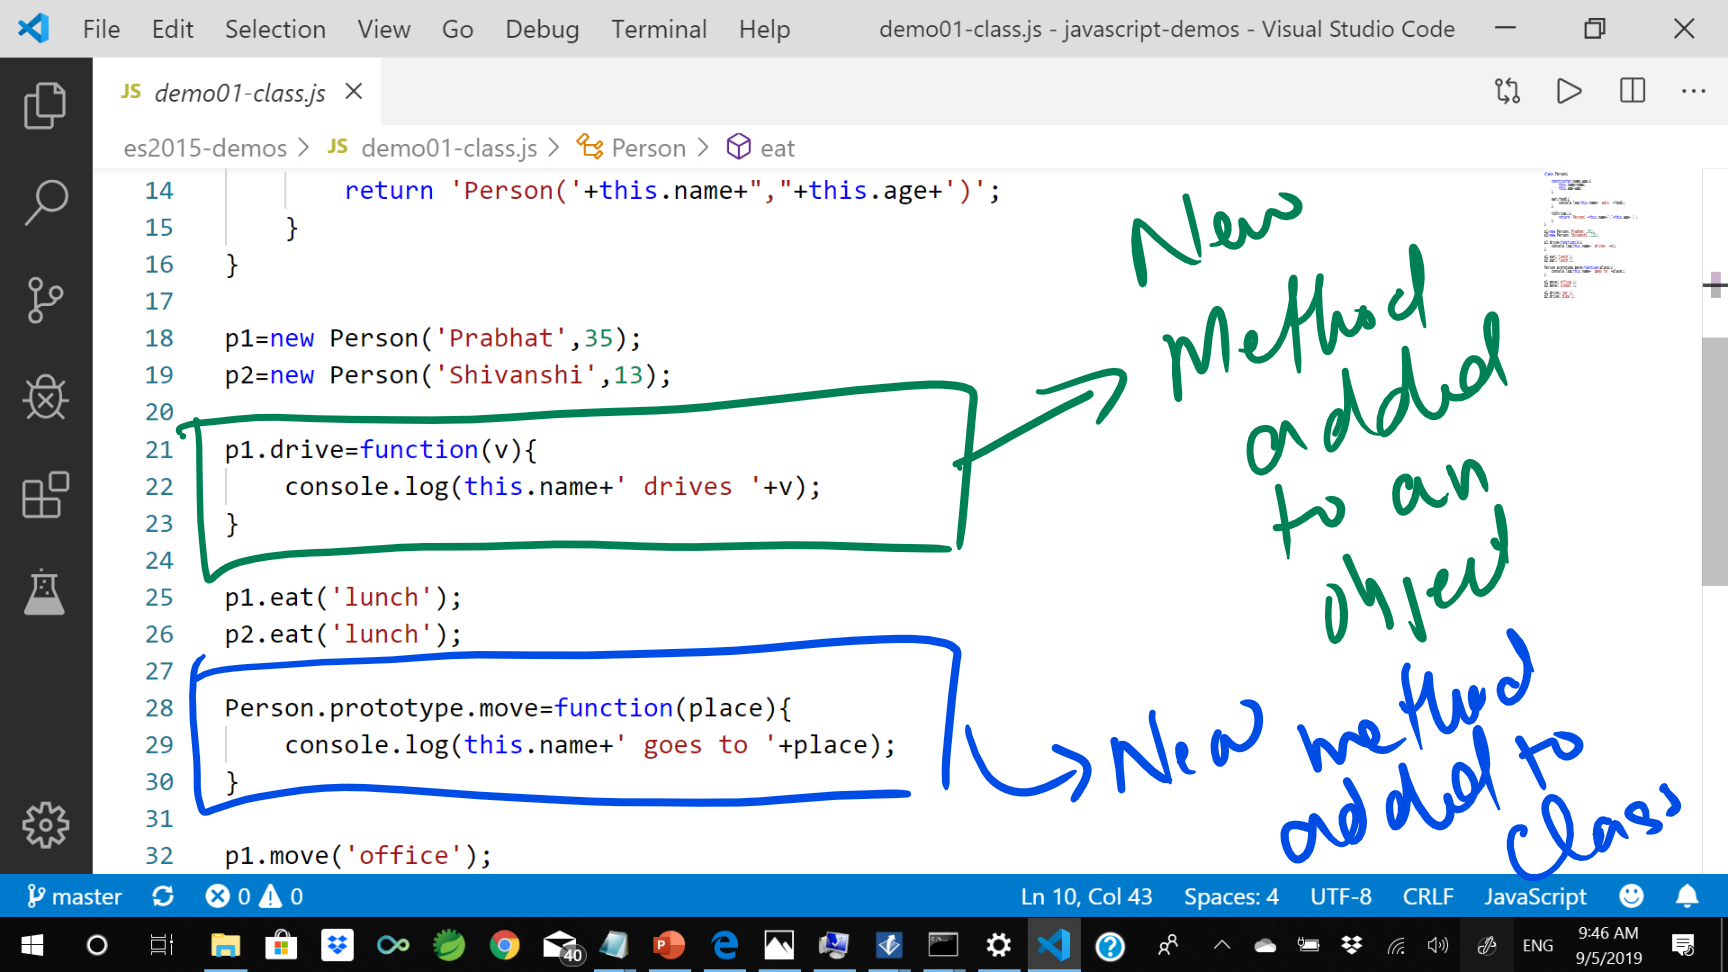 File Edit Selection View Go Debug Terminal Help demo01-class.js - javascript-demos - Visual Studio Code
JS demo01-class.js
es2015-demos > JS demo01-class.js > Person > eat
14 return 'Person('+this.name+","+this.age+')';
15 }
16 }
17
18 p1=new Person('Prabhat',35);
19 p2=new Person('Shivanshi',13);
20
21 p1.drive=function(v){
22 console.log(this.name+' drives '+v);
23 }
24
25 p1.eat('lunch');
26 p2.eat('lunch');
27
28 Person.prototype.move=function(place){
29 console.log(this.name+' goes to '+place);
30 }
31
32 p1.move('office');
New
Method
added
to an
object
New method
added to
class
master 0 0 Ln 10, Col 43 Spaces: 4 UTF-8 CRLF JavaScript
40 ENG 9:46 AM
9/5/2019